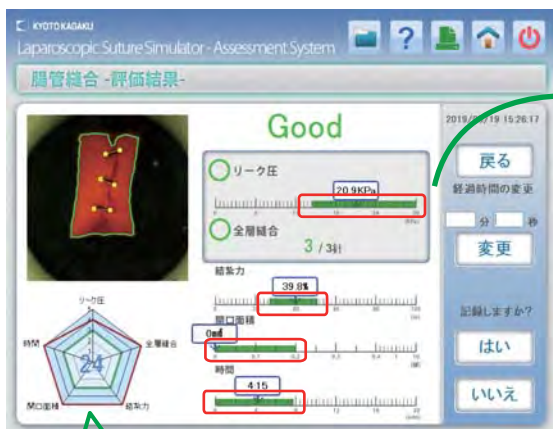 KYOTO KAGAKU
Laparoscopic Suture Simulator - Assessment System
?
腸管縫合 -評価結果-
Good
15:26:17
リーク圧
20.9KPa
全層縫合
3 / 3針
結紮力
39.8%
開口面積
時間
4:15
リーク圧
全層縫合
結紮力
開口面積
時間
24
戻る
経過時間の変更
分 秒
変更
記録しますか?
はい
いいえ